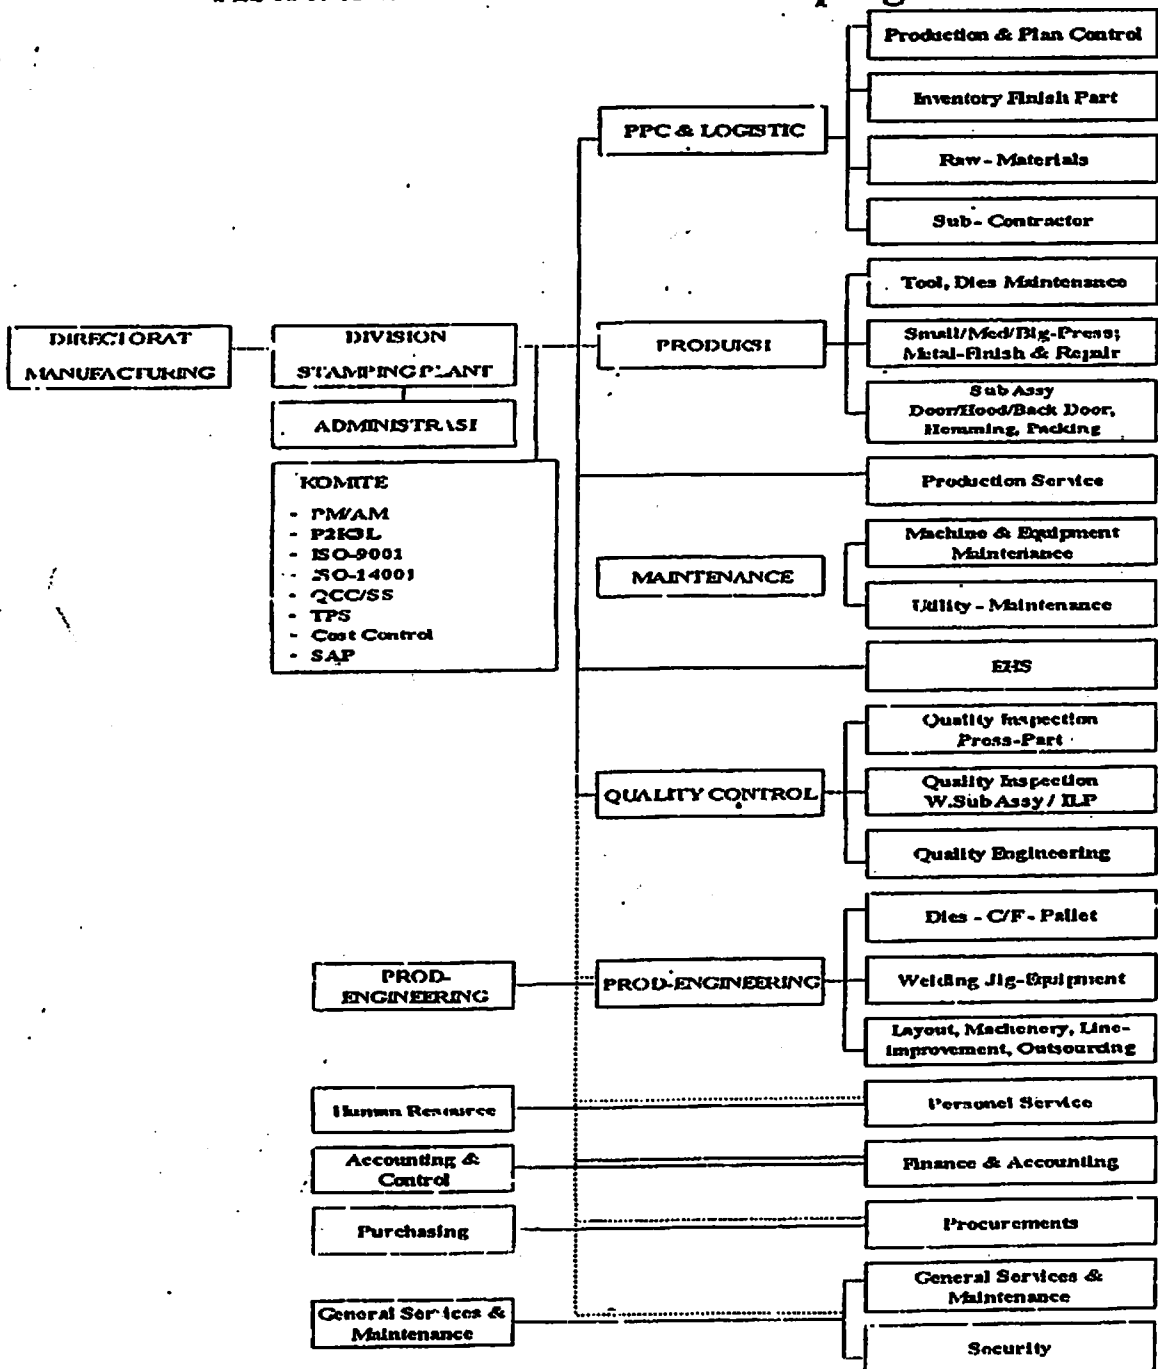 Production & Plan Control
Inventory Finish Part
PPC & LOGISTIC
Raw - Materials
Sub - Contractor
Tool, Dies Maintenance
DIRECTORAT
MANUFACTURING
DIVISION
STAMPING PLANT
PRODUKSI
Small/Med/Big-Press;
Metal-Finish & Repair
ADMINISTRASI
Sub Assy
Door/Hood/Back Door,
Hemming, Packing
KOMITE
- PM/AM
- P2K3L
- ISO-9001
- ISO-14001
- QCC/SS
- TPS
- Cost Control
- SAP
Production Service
MAINTENANCE
Machine & Equipment
Maintenance
Utility - Maintenance
EHS
Quality Inspection
Press-Part
QUALITY CONTROL
Quality Inspection
W.Sub Assy / ILP
Quality Engineering
Dies - C/F - Pallet
PROD-
ENGINEERING
PROD-ENGINEERING
Welding Jig-Equipment
Layout, Machenery, Line-
improvement, Outsourcing
Human Resource
Personel Service
Accounting &
Control
Finance & Accounting
Purchasing
Procurements
General Services &
Maintenance
General Services &
Maintenance
Security